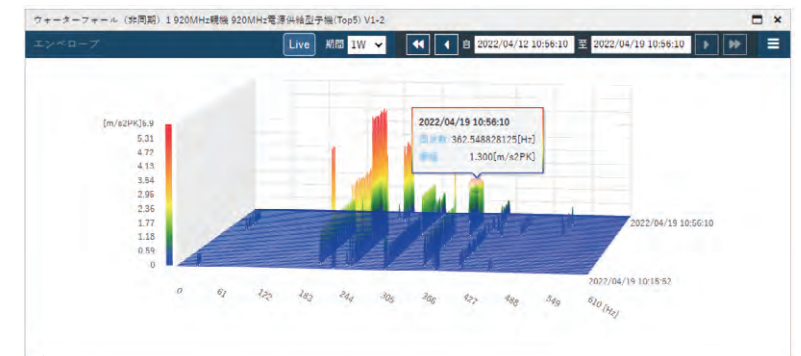 ウォーターフォール（非同期）1 920MHz親機 920MHz電源供給型子機(Top5) V1-2
エンベロープ Live 期間 1W 自 2022/04/12 10:56:10 至 2022/04/19 10:56:10
[m/s2PK]5.9
5.31
4.72
4.13
3.54
2.95
2.36
1.77
1.18
0.59
0
2022/04/19 10:56:10
周波数 362.548828125[Hz]
1.300[m/s2PK]
2022/04/19 10:56:10
2022/04/19 10:15:52
0 61 122 183 244 305 366 427 488 549 610 [Hz]